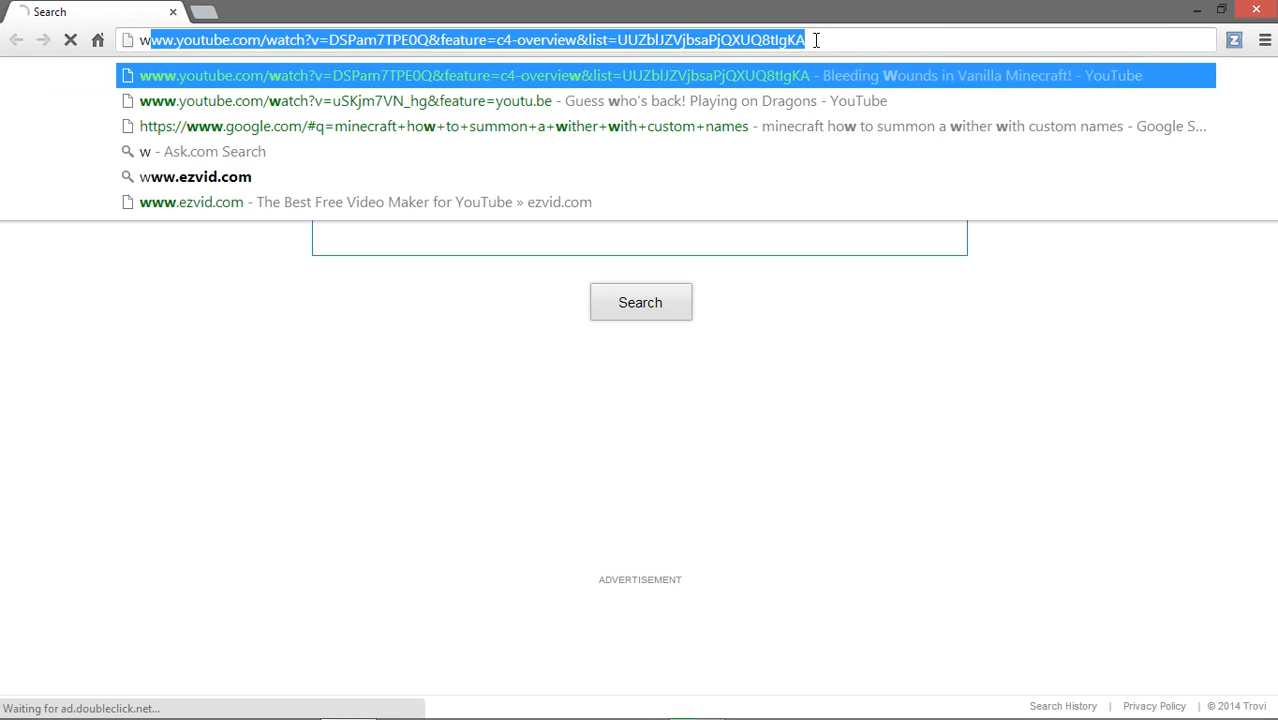 Search
www.youtube.com/watch?v=DSPam7TPE0Q&feature=c4-overview&list=UUZblJZVjbsaPjQXUQ8tIgKA
www.youtube.com/watch?v=DSPam7TPE0Q&feature=c4-overview&list=UUZblJZVjbsaPjQXUQ8tIgKA - Bleeding Wounds in Vanilla Minecraft! - YouTube
www.youtube.com/watch?v=uSKjm7VN_hg&feature=youtu.be - Guess who's back! Playing on Dragons - YouTube
https://www.google.com/#q=minecraft+how+to+summon+a+wither+with+custom+names - minecraft how to summon a wither with custom names - Google S...
w - Ask.com Search
www.ezvid.com
www.ezvid.com - The Best Free Video Maker for YouTube » ezvid.com
Search
ADVERTISEMENT
Waiting for ad.doubleclick.net...
Search History | Privacy Policy | © 2014 Trovi